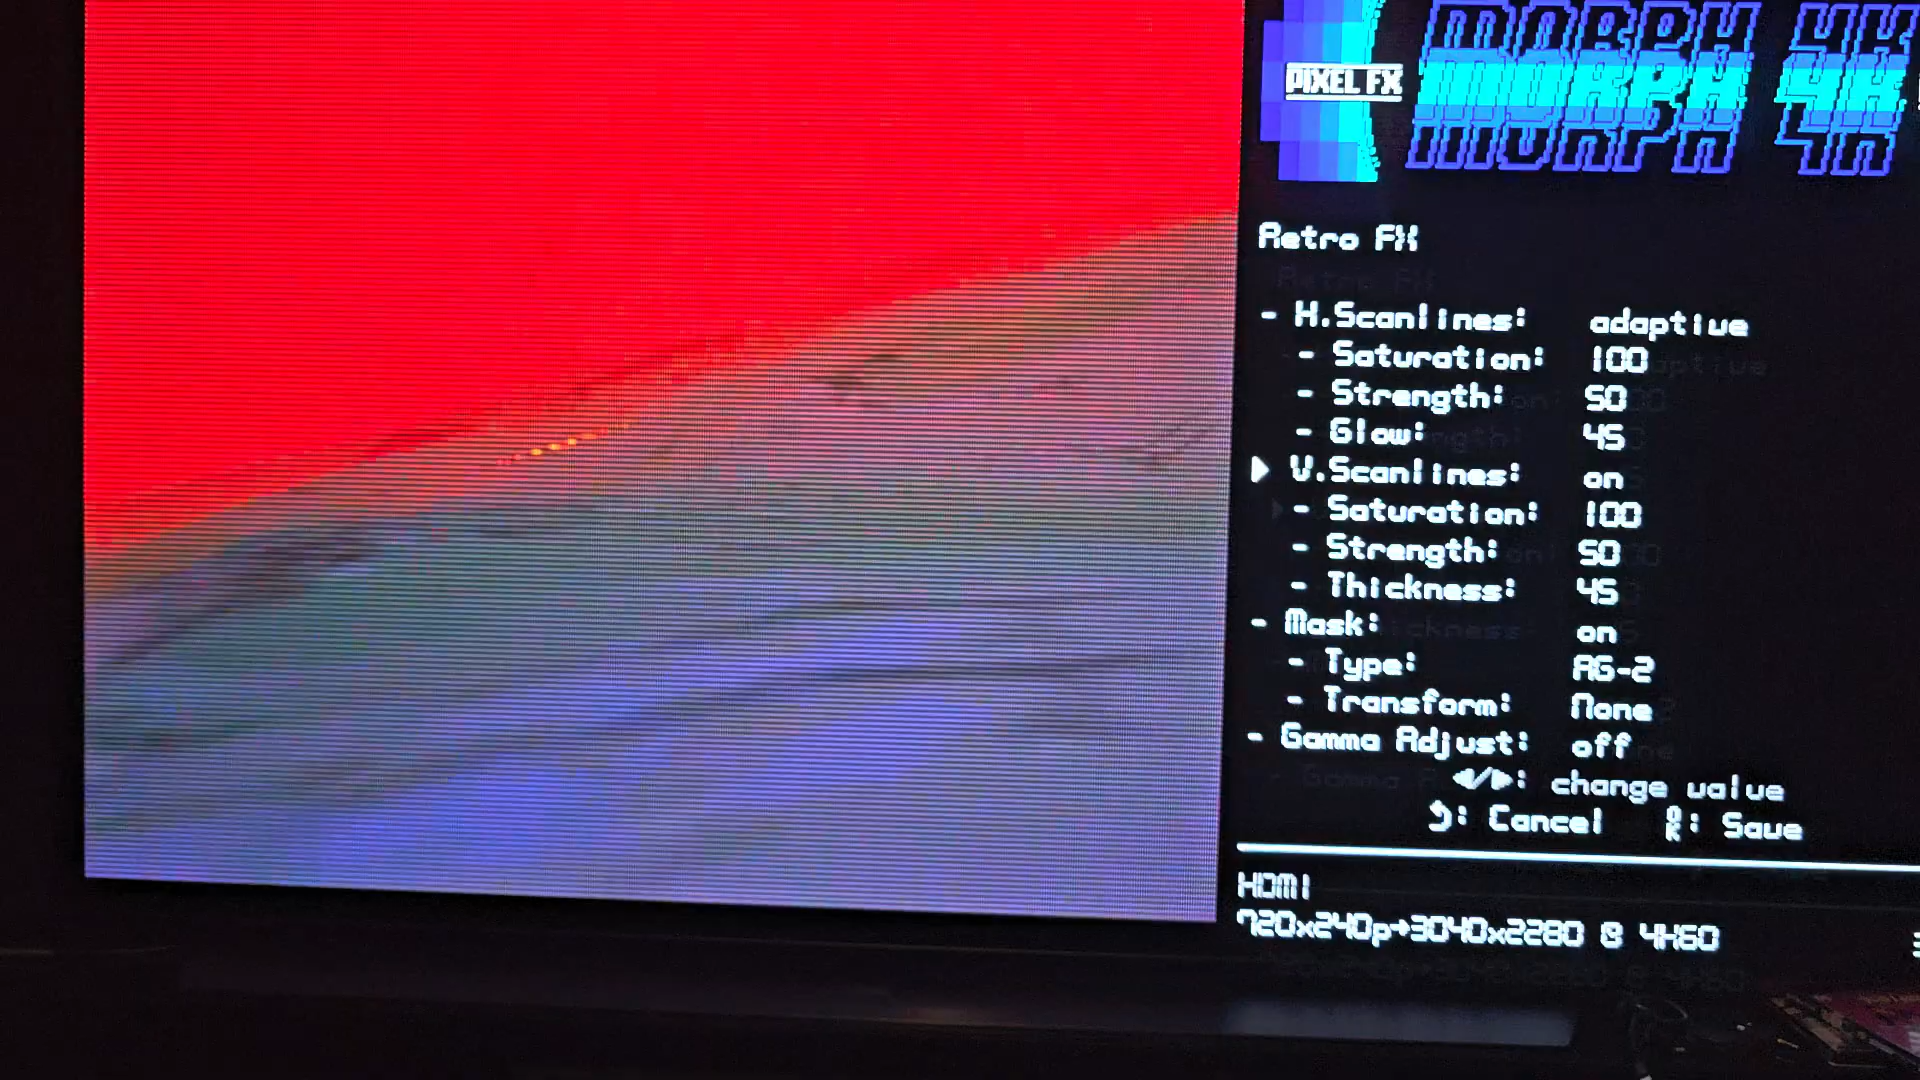 PIXEL FX
MORPH 4K
Retro FX
- H.Scanlines: adaptive
- Saturation: 100
- Strength: 50
- Glow: 45
V.Scanlines: on
- Saturation: 100
- Strength: 50
- Thickness: 45
- Mask: on
- Type: AG-2
- Transform: None
- Gamma Adjust: off
◀/▶: change value
: Cancel OK: Save
HDMI
720x240p→3040x2280 @ 4K60